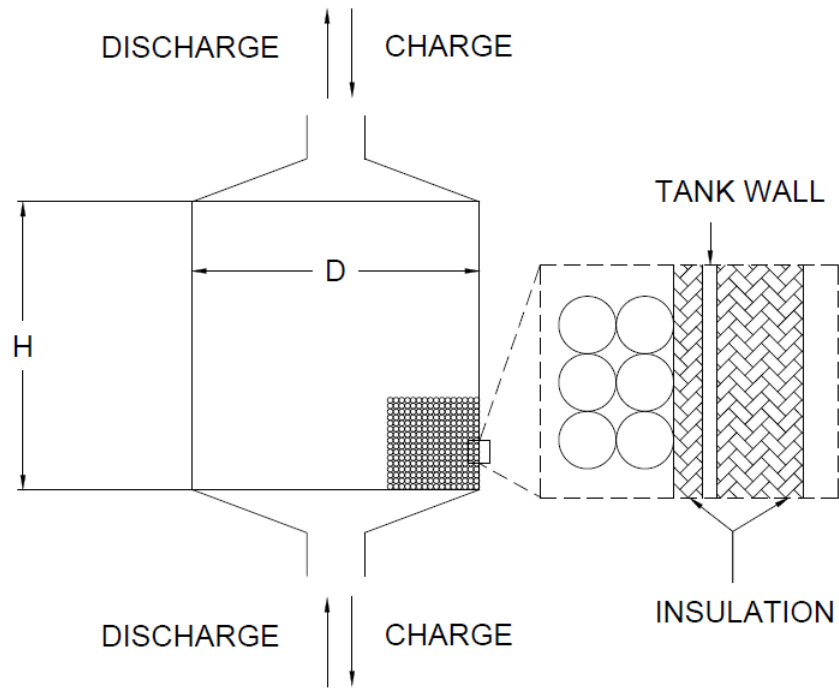 DISCHARGE CHARGE
TANK WALL
D
H
INSULATION
DISCHARGE CHARGE